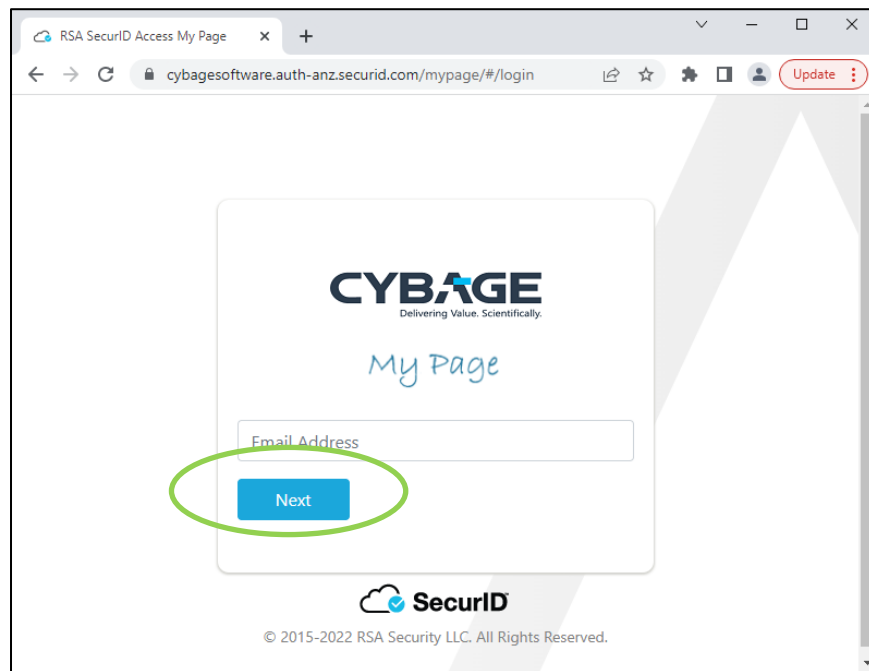 RSA SecurID Access My Page
cybagesoftware.auth-anz.securid.com/mypage/#/login
Update
CYBAGE
Delivering Value. Scientifically.
My Page
Email Address
Next
SecurID
© 2015-2022 RSA Security LLC. All Rights Reserved.